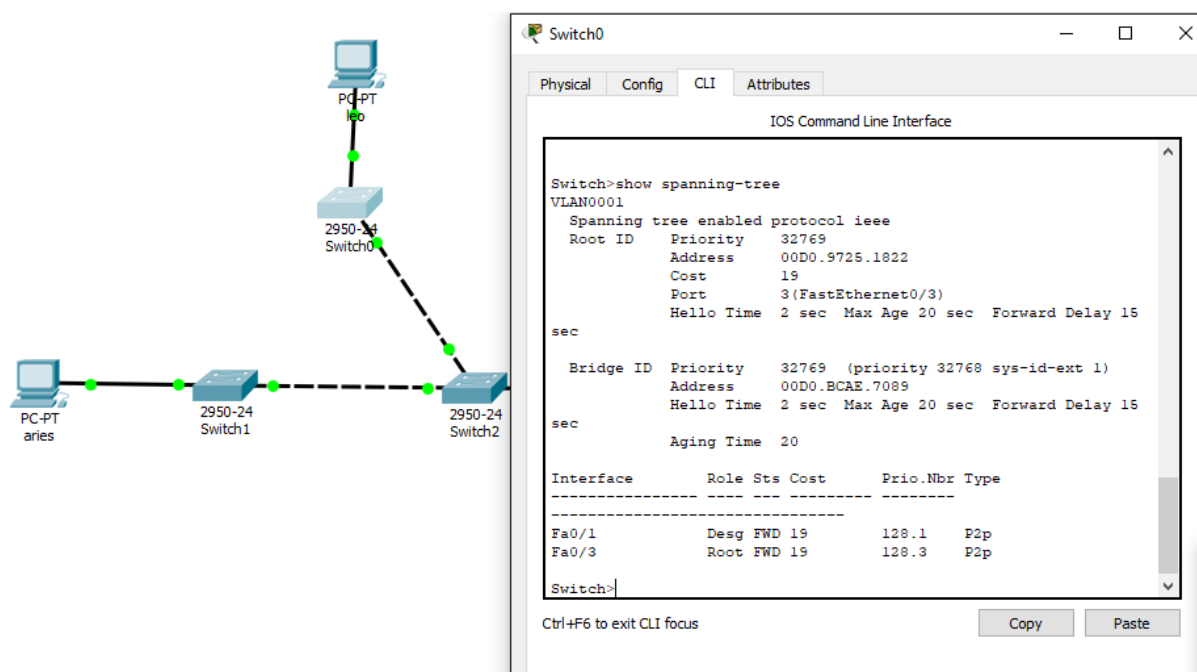 PC-PT
leo
2950-24
Switch0
PC-PT
aries
2950-24
Switch1
2950-24
Switch2
Switch0
Physical Config CLI Attributes
IOS Command Line Interface
Switch>show spanning-tree
VLAN0001
Spanning tree enabled protocol ieee
Root ID Priority 32769
Address 00D0.9725.1822
Cost 19
Port 3(FastEthernet0/3)
Hello Time 2 sec Max Age 20 sec Forward Delay 15
sec
Bridge ID Priority 32769 (priority 32768 sys-id-ext 1)
Address 00D0.BCAE.7089
Hello Time 2 sec Max Age 20 sec Forward Delay 15
sec
Aging Time 20
Interface Role Sts Cost Prio.Nbr Type
---------------- ---- --- --------- --------
--------------------------------
Fa0/1 Desg FWD 19 128.1 P2p
Fa0/3 Root FWD 19 128.3 P2p
Switch>
Ctrl+F6 to exit CLI focus
Copy Paste